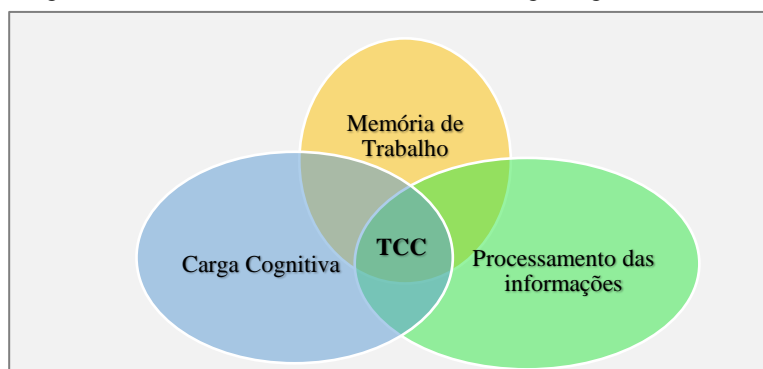 Memória de
Trabalho
Carga Cognitiva
TCC
Processamento das
informações